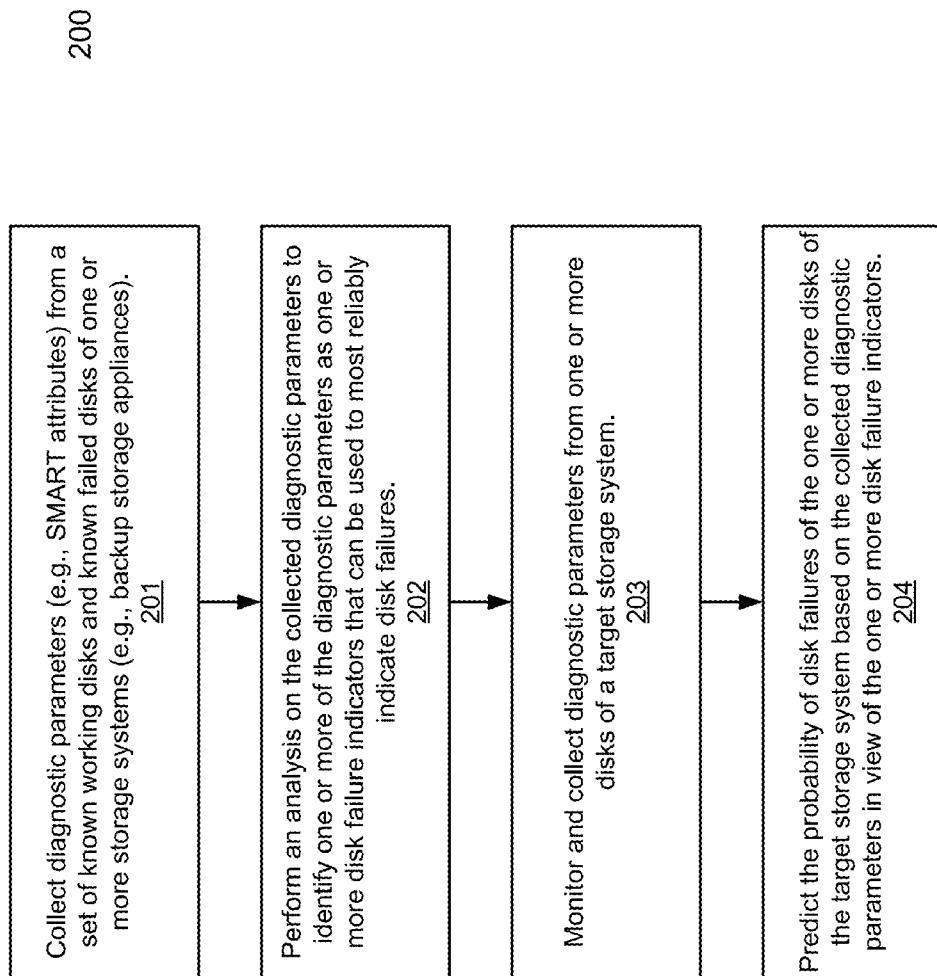 200
Collect diagnostic parameters (e.g., SMART attributes) from a
set of known working disks and known failed disks of one or
more storage systems (e.g., backup storage appliances).
201
Perform an analysis on the collected diagnostic parameters to
identify one or more of the diagnostic parameters as one or
more disk failure indicators that can be used to most reliably
indicate disk failures.
202
Monitor and collect diagnostic parameters from one or more
disks of a target storage system.
203
Predict the probability of disk failures of the one or more disks of
the target storage system based on the collected diagnostic
parameters in view of the one or more disk failure indicators.
204